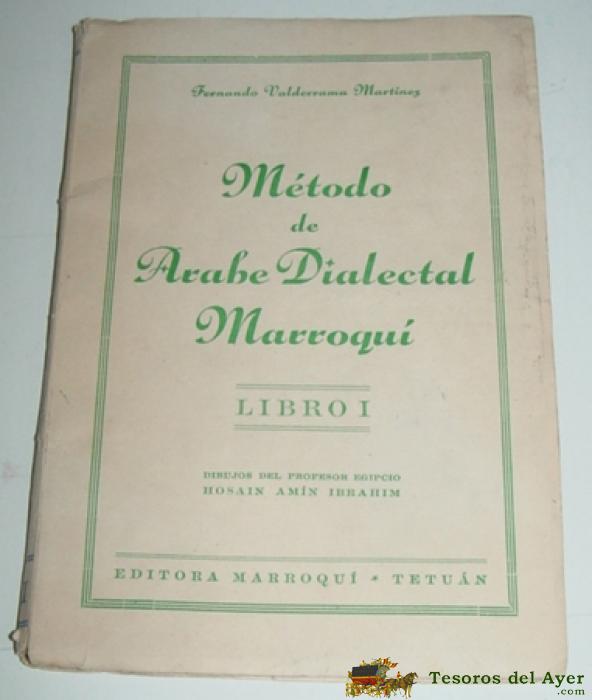 Fernando Valderrama Martínez
Método
de
Arabe Dialectal
Marroquí
LIBRO I
DIBUJOS DEL PROFESOR EGIPCIO
HOSAIN AMÍN IBRAHIM
EDITORA MARROQUÍ * TETUÁN
Tesoros del Ayer
.com